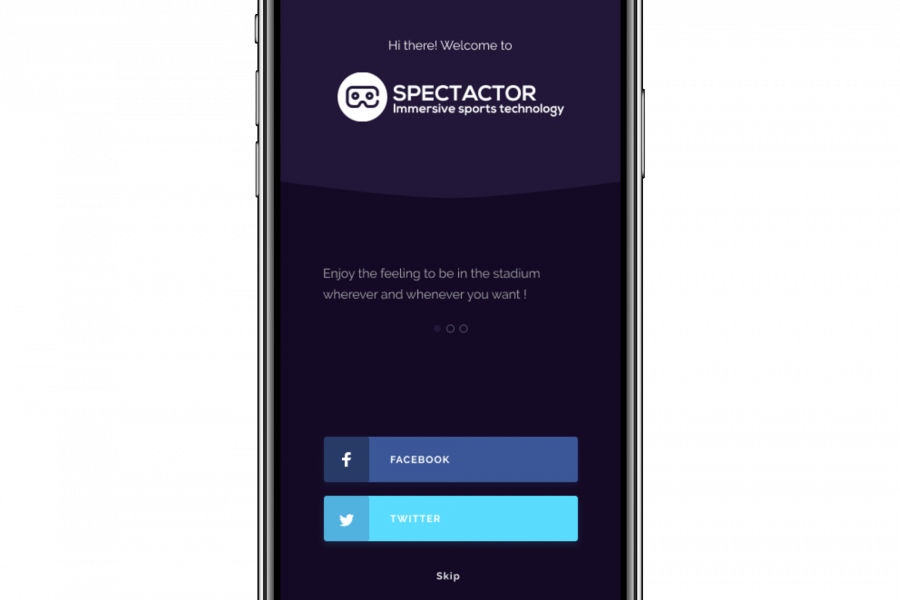 Hi there! Welcome to
SPECTACTOR
Immersive sports technology
Enjoy the feeling to be in the stadium
wherever and whenever you want !
FACEBOOK
TWITTER
Skip